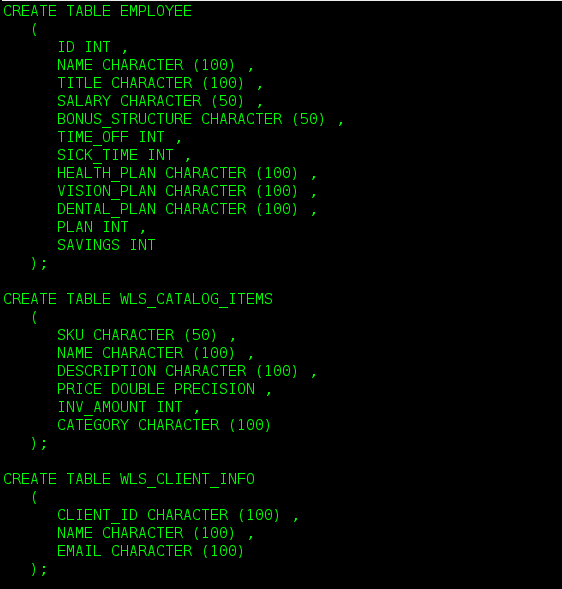 CREATE TABLE EMPLOYEE
(
ID INT ,
NAME CHARACTER (100) ,
TITLE CHARACTER (100) ,
SALARY CHARACTER (50) ,
BONUS_STRUCTURE CHARACTER (50) ,
TIME_OFF INT ,
SICK_TIME INT ,
HEALTH_PLAN CHARACTER (100) ,
VISION_PLAN CHARACTER (100) ,
DENTAL_PLAN CHARACTER (100) ,
PLAN INT ,
SAVINGS INT
);
CREATE TABLE WLS_CATALOG_ITEMS
(
SKU CHARACTER (50) ,
NAME CHARACTER (100) ,
DESCRIPTION CHARACTER (100) ,
PRICE DOUBLE PRECISION ,
INV_AMOUNT INT ,
CATEGORY CHARACTER (100)
);
CREATE TABLE WLS_CLIENT_INFO
(
CLIENT_ID CHARACTER (100) ,
NAME CHARACTER (100) ,
EMAIL CHARACTER (100)
);